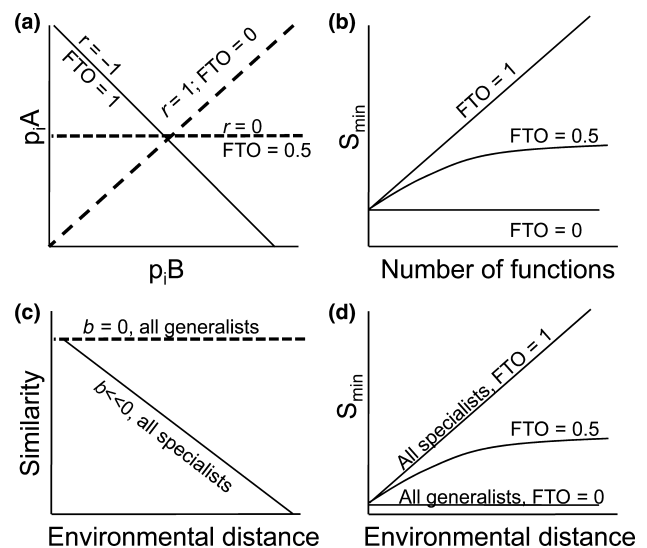 (a)
r = −1
FTO = 1
r = 1; FTO = 0
r = 0
FTO = 0.5
piA
piB
(b)
FTO = 1
FTO = 0.5
FTO = 0
Smin
Number of functions
(c)
b = 0, all generalists
b<<0, all specialists
Similarity
Environmental distance
(d)
All specialists, FTO = 1
FTO = 0.5
All generalists, FTO = 0
Smin
Environmental distance